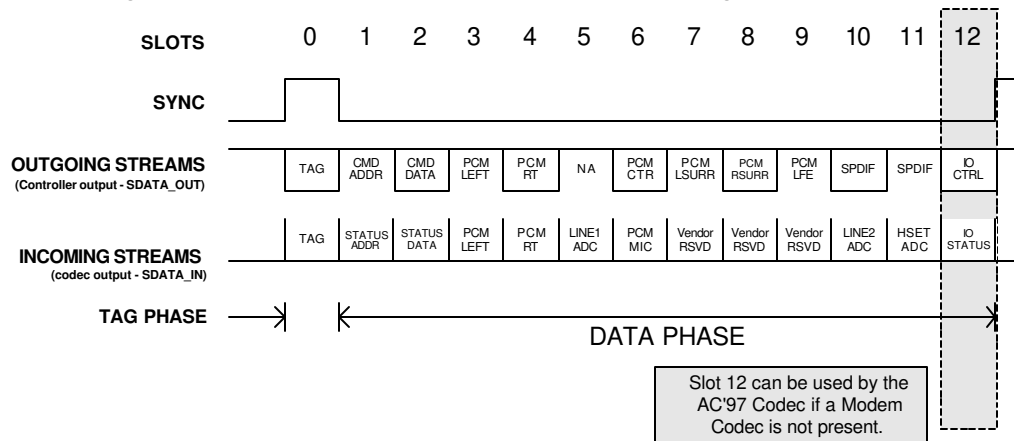 SLOTS 0 1 2 3 4 5 6 7 8 9 10 11 12
SYNC
OUTGOING STREAMS
(Controller output - SDATA_OUT)
TAG
CMD
ADDR
CMD
DATA
PCM
LEFT
PCM
RT
NA
PCM
CTR
PCM
LSURR
PCM
RSURR
PCM
LFE
SPDIF
SPDIF
IO
CTRL
INCOMING STREAMS
(codec output - SDATA_IN)
TAG
STATUS
ADDR
STATUS
DATA
PCM
LEFT
PCM
RT
LINE1
ADC
PCM
MIC
Vendor
RSVD
Vendor
RSVD
Vendor
RSVD
LINE2
ADC
HSET
ADC
IO
STATUS
TAG PHASE
DATA PHASE
Slot 12 can be used by the
AC'97 Codec if a Modem
Codec is not present.